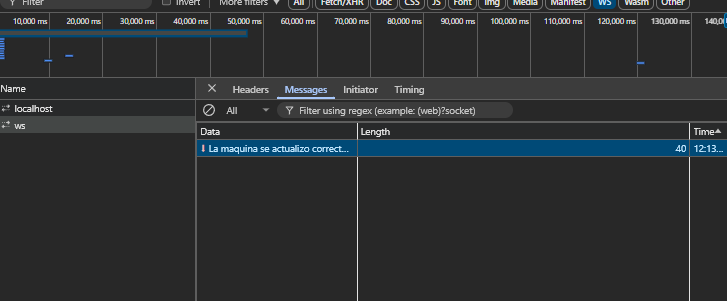 Filter Invert More filters All Fetch/XHR Doc CSS JS Font Img Media Manifest WS Wasm Other
10,000 ms 20,000 ms 30,000 ms 40,000 ms 50,000 ms 60,000 ms 70,000 ms 80,000 ms 90,000 ms 100,000 ms 110,000 ms 120,000 ms 130,000 ms 140,0
Name Headers Messages Initiator Timing
localhost All Filter using regex (example: (web)?socket)
ws Data Length Time
La maquina se actualizo correct... 40 12:13...